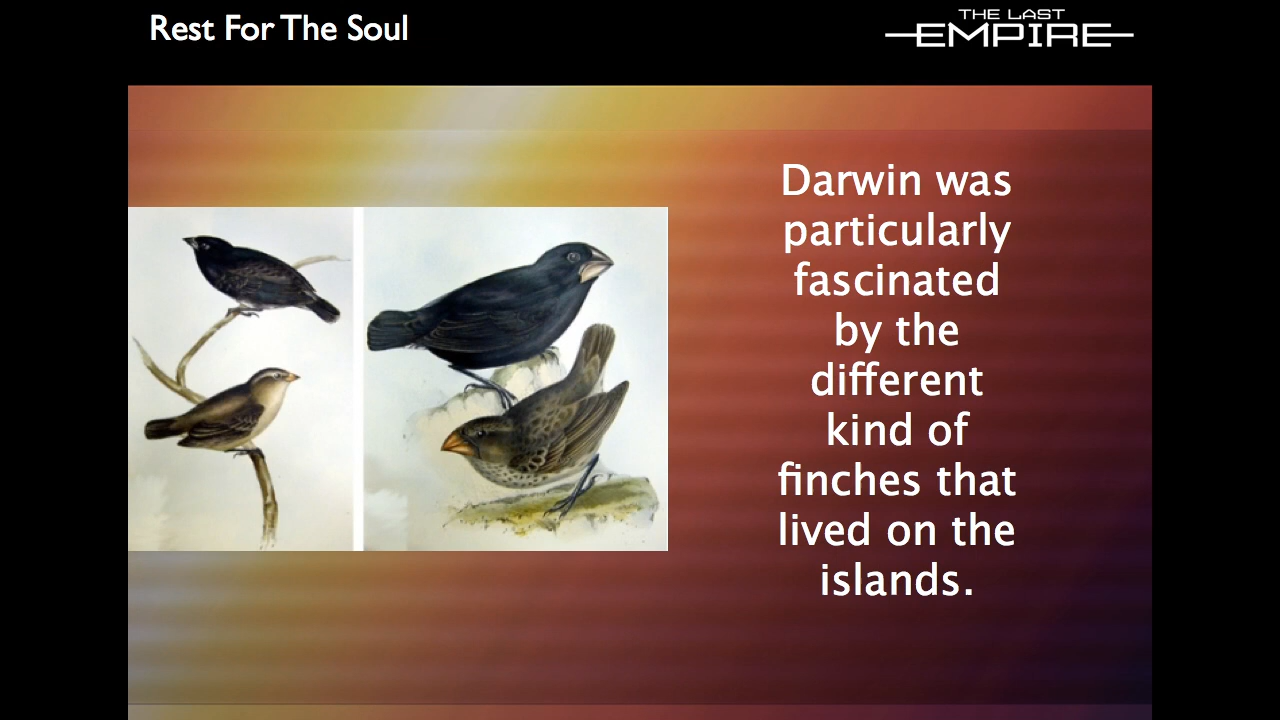 Rest For The Soul
THE LAST
EMPIRE
Darwin was
particularly
fascinated
by the
different
kind of
finches that
lived on the
islands.